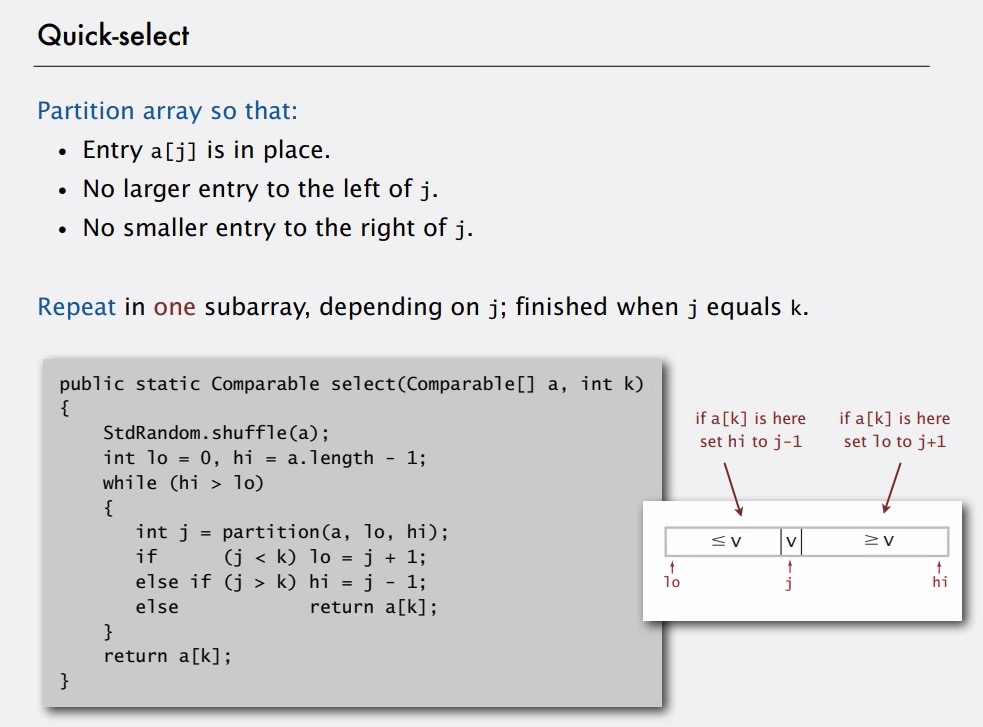 Quick-select
Partition array so that:
• Entry a[j] is in place.
• No larger entry to the left of j.
• No smaller entry to the right of j.
Repeat in one subarray, depending on j; finished when j equals k.
public static Comparable select(Comparable[] a, int k)
{
    StdRandom.shuffle(a);
    int lo = 0, hi = a.length - 1;
    while (hi > lo)
    {
       int j = partition(a, lo, hi);
       if      (j < k) lo = j + 1;
       else if (j > k) hi = j - 1;
       else            return a[k];
    }
    return a[k];
}
if a[k] is here
set hi to j-1
if a[k] is here
set lo to j+1
≤ v v ≥ v
lo j hi